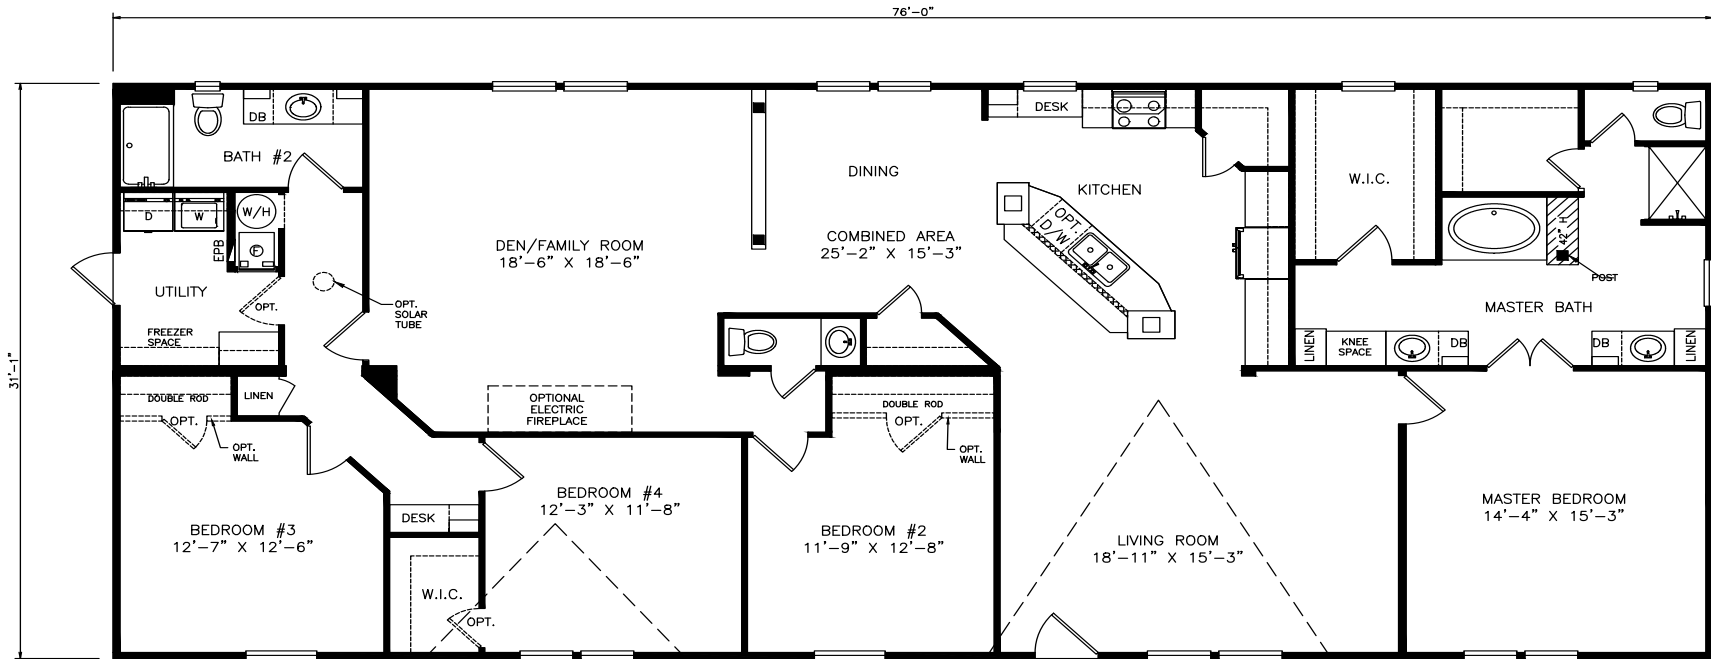 76'-0"
31'-1"
DB
BATH #2
D
W
W/H
F
EPB
UTILITY
OPT.
FREEZER
SPACE
OPT.
SOLAR
TUBE
DEN/FAMILY ROOM
18'-6" X 18'-6"
OPTIONAL
ELECTRIC
FIREPLACE
DINING
COMBINED AREA
25'-2" X 15'-3"
DESK
KITCHEN
OPT.
D/W
W.I.C.
42" H
POST
MASTER BATH
LINEN
KNEE
SPACE
DB
DB
LINEN
DOUBLE ROD
OPT.
OPT.
WALL
LINEN
BEDROOM #3
12'-7" X 12'-6"
DESK
W.I.C.
OPT.
BEDROOM #4
12'-3" X 11'-8"
DOUBLE ROD
OPT.
OPT.
WALL
BEDROOM #2
11'-9" X 12'-8"
LIVING ROOM
18'-11" X 15'-3"
MASTER BEDROOM
14'-4" X 15'-3"